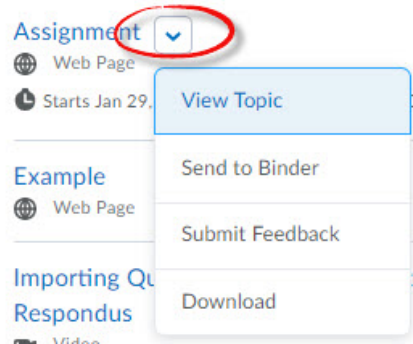 Assignment
Web Page
Starts Jan 29,
View Topic
Send to Binder
Submit Feedback
Download
Example
Web Page
Importing Qu
Respondus
Video